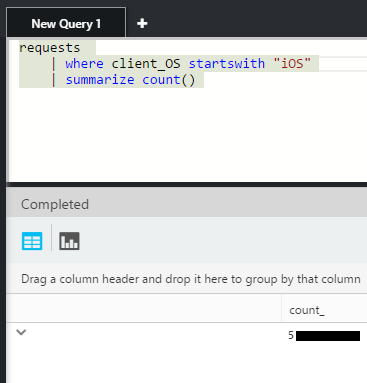 New Query 1 +
requests
| where client_OS startswith "iOS"
| summarize count()
Completed
Drag a column header and drop it here to group by that column
count_
5